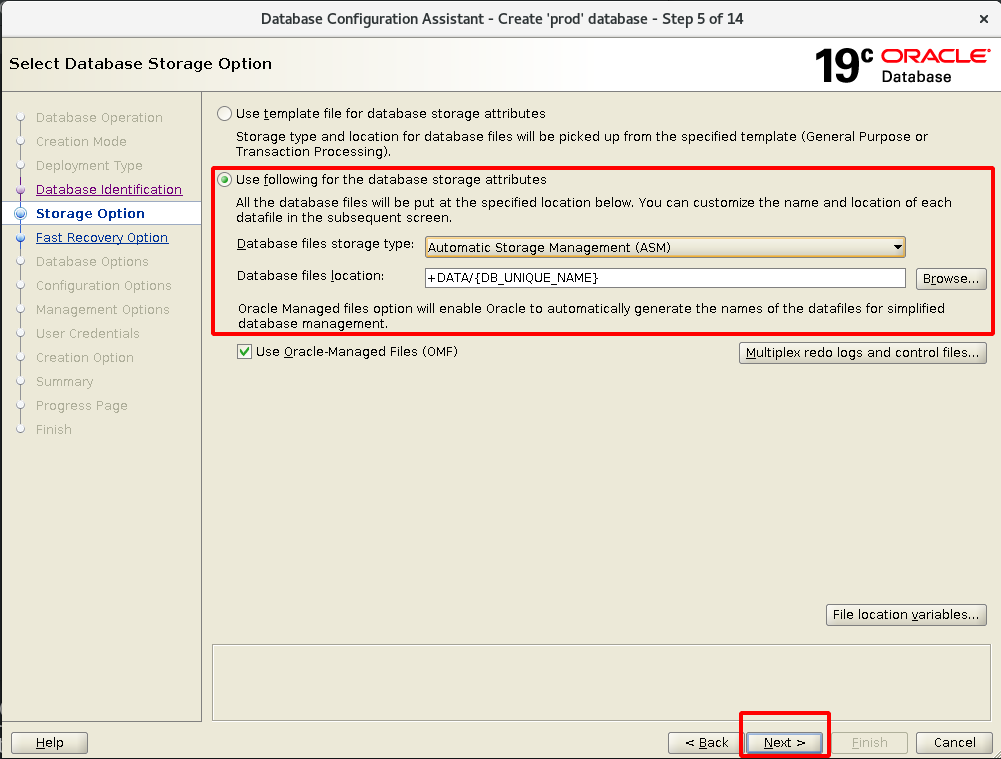 Database Configuration Assistant - Create 'prod' database - Step 5 of 14
Select Database Storage Option
19c ORACLE
Database
Database Operation
Creation Mode
Deployment Type
Database Identification
Storage Option
Fast Recovery Option
Database Options
Configuration Options
Management Options
User Credentials
Creation Option
Summary
Progress Page
Finish
Use template file for database storage attributes
Storage type and location for database files will be picked up from the specified template (General Purpose or
Transaction Processing).
Use following for the database storage attributes
All the database files will be put at the specified location below. You can customize the name and location of each
datafile in the subsequent screen.
Database files storage type: Automatic Storage Management (ASM)
Database files location: +DATA/{DB_UNIQUE_NAME} Browse...
Oracle Managed files option will enable Oracle to automatically generate the names of the datafiles for simplified
database management.
Use Oracle-Managed Files (OMF) Multiplex redo logs and control files...
File location variables...
Help < Back Next > Finish Cancel